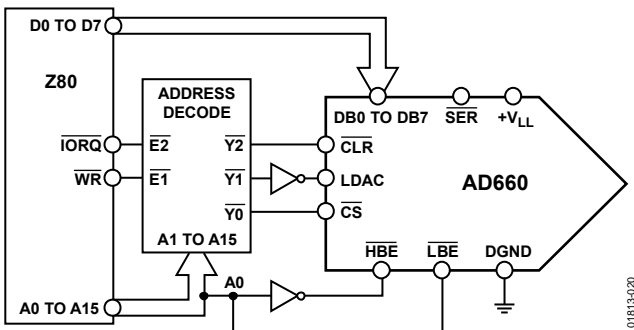 D0 TO D7
Z80
ADDRESS
DECODE
DB0 TO DB7
SER
+VLL
IORQ
E2
Y2
CLR
WR
E1
Y1
LDAC
AD660
Y0
CS
A1 TO A15
HBE
LBE
DGND
A0
A0 TO A15
01813-020